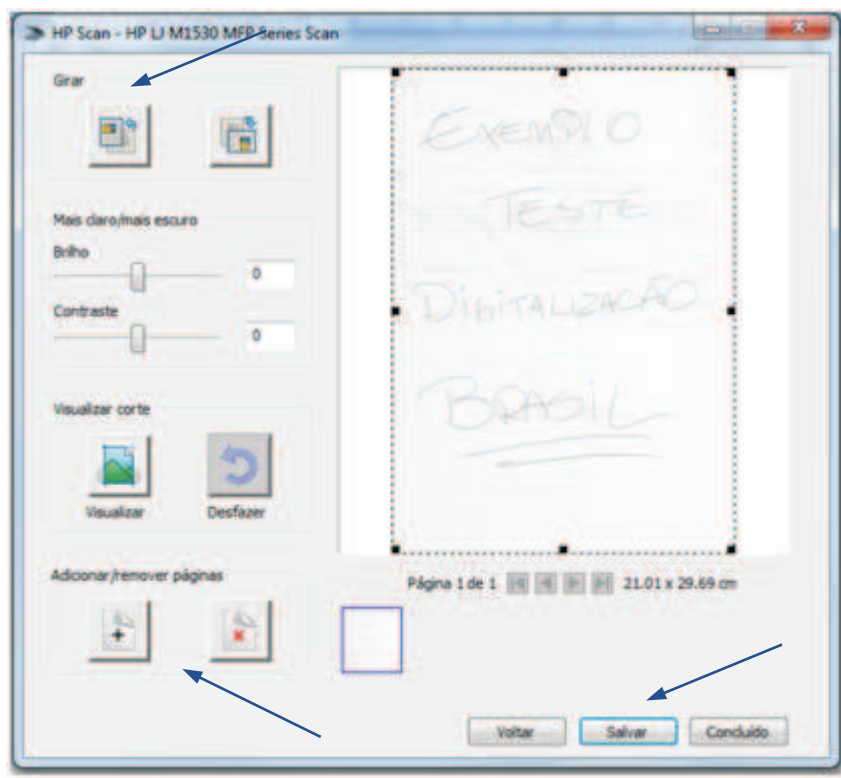 HP Scan - HP LJ M1530 MFP Series Scan
Girar
Mais claro/mais escuro
Brilho
0
Contraste
0
Visualizar corte
Visualizar
Desfazer
Adicionar/remover páginas
EXEMPLO
TESTE
DIGITALIZAÇÃO
BRASIL
Página 1 de 1
21.01 x 29.69 cm
Voltar
Salvar
Concluído